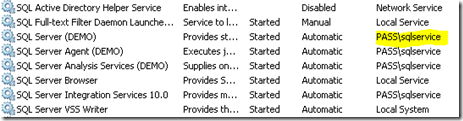 SQL Active Directory Helper Service Enables int... Disabled Network Service
SQL Full-text Filter Daemon Launche... Service to l... Started Manual Local Service
SQL Server (DEMO) Provides st... Started Automatic PASS\sqlservice
SQL Server Agent (DEMO) Executes j... Started Automatic PASS\sqlservice
SQL Server Analysis Services (DEMO) Supplies on... Started Automatic PASS\sqlservice
SQL Server Browser Provides S... Started Automatic Local Service
SQL Server Integration Services 10.0 Provides m... Started Automatic PASS\sqlservice
SQL Server VSS Writer Provides th... Started Automatic Local System